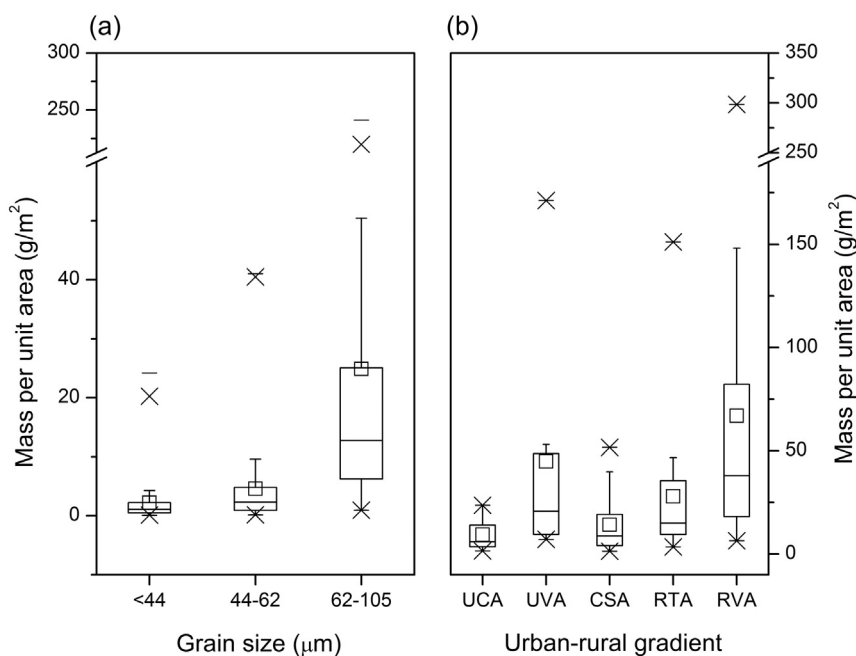 (a)
300
250
40
20
0
Mass per unit area (g/m²)
<44 44-62 62-105
Grain size (μm)
(b)
350
300
250
150
100
50
0
Mass per unit area (g/m²)
UCA UVA CSA RTA RVA
Urban-rural gradient